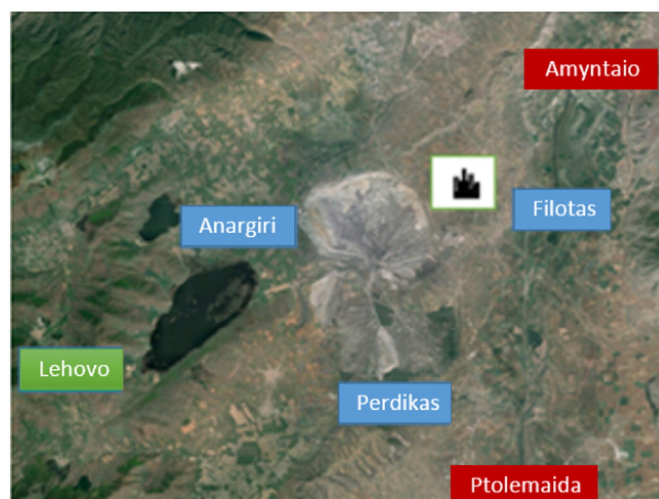 Amyntaio
Filotas
Anargiri
Lehovo
Perdikas
Ptolemaida